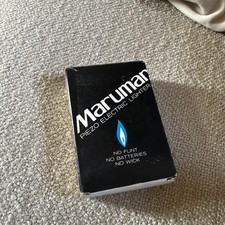 Maruman
PIEZO ELECTRIC LIGHTER
NO FLINT
NO BATTERIES
NO WICK